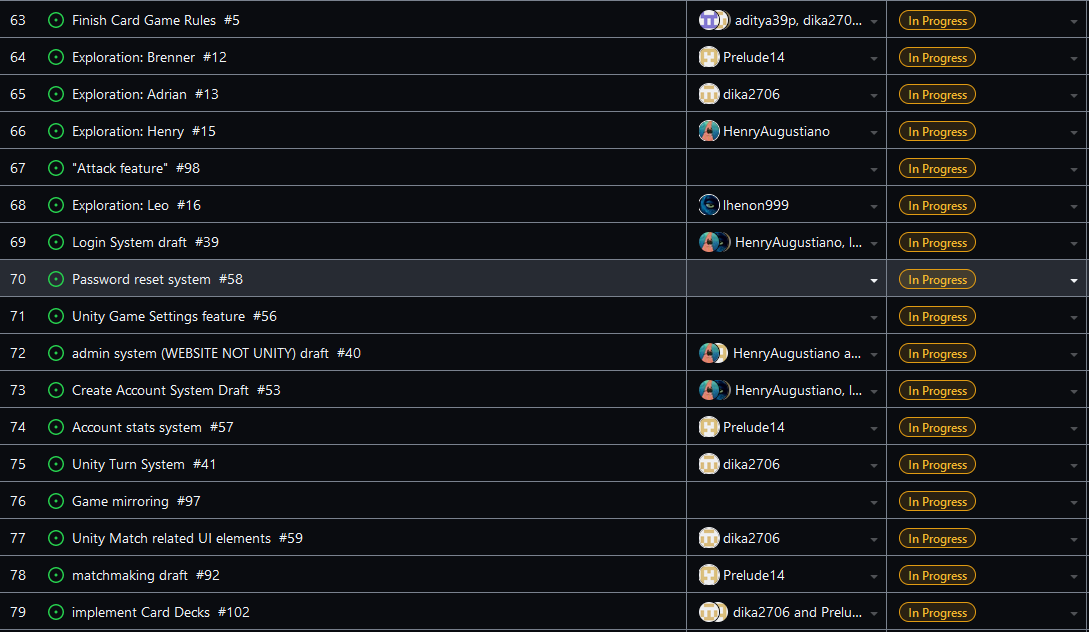 63 Finish Card Game Rules #5 aditya39p, dika270... In Progress
64 Exploration: Brenner #12 Prelude14 In Progress
65 Exploration: Adrian #13 dika2706 In Progress
66 Exploration: Henry #15 HenryAugustiano In Progress
67 "Attack feature" #98 In Progress
68 Exploration: Leo #16 lhenon999 In Progress
69 Login System draft #39 HenryAugustiano, l... In Progress
70 Password reset system #58 In Progress
71 Unity Game Settings feature #56 In Progress
72 admin system (WEBSITE NOT UNITY) draft #40 HenryAugustiano a... In Progress
73 Create Account System Draft #53 HenryAugustiano, l... In Progress
74 Account stats system #57 Prelude14 In Progress
75 Unity Turn System #41 dika2706 In Progress
76 Game mirroring #97 In Progress
77 Unity Match related UI elements #59 dika2706 In Progress
78 matchmaking draft #92 Prelude14 In Progress
79 implement Card Decks #102 dika2706 and Prelu... In Progress